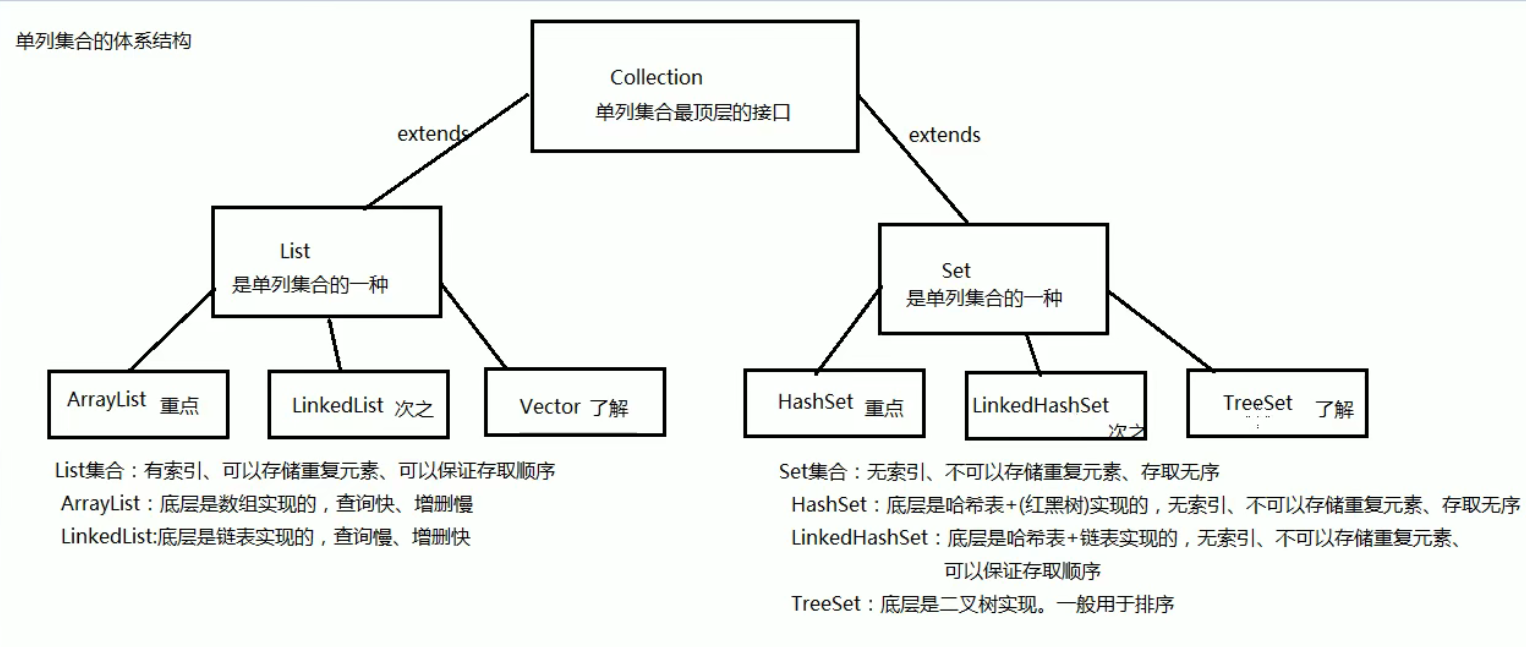 单列集合的体系结构
Collection
单列集合最顶层的接口
extends
extends
List
是单列集合的一种
Set
是单列集合的一种
ArrayList 重点
LinkedList 次之
Vector 了解
HashSet 重点
LinkedHashSet
次之
TreeSet 了解
List集合：有索引、可以存储重复元素、可以保证存取顺序
ArrayList：底层是数组实现的，查询快、增删慢
LinkedList:底层是链表实现的，查询慢、增删快
Set集合：无索引、不可以存储重复元素、存取无序
HashSet：底层是哈希表+(红黑树)实现的，无索引、不可以存储重复元素、存取无序
LinkedHashSet：底层是哈希表+链表实现的，无索引、不可以存储重复元素、
可以保证存取顺序
TreeSet：底层是二叉树实现。一般用于排序